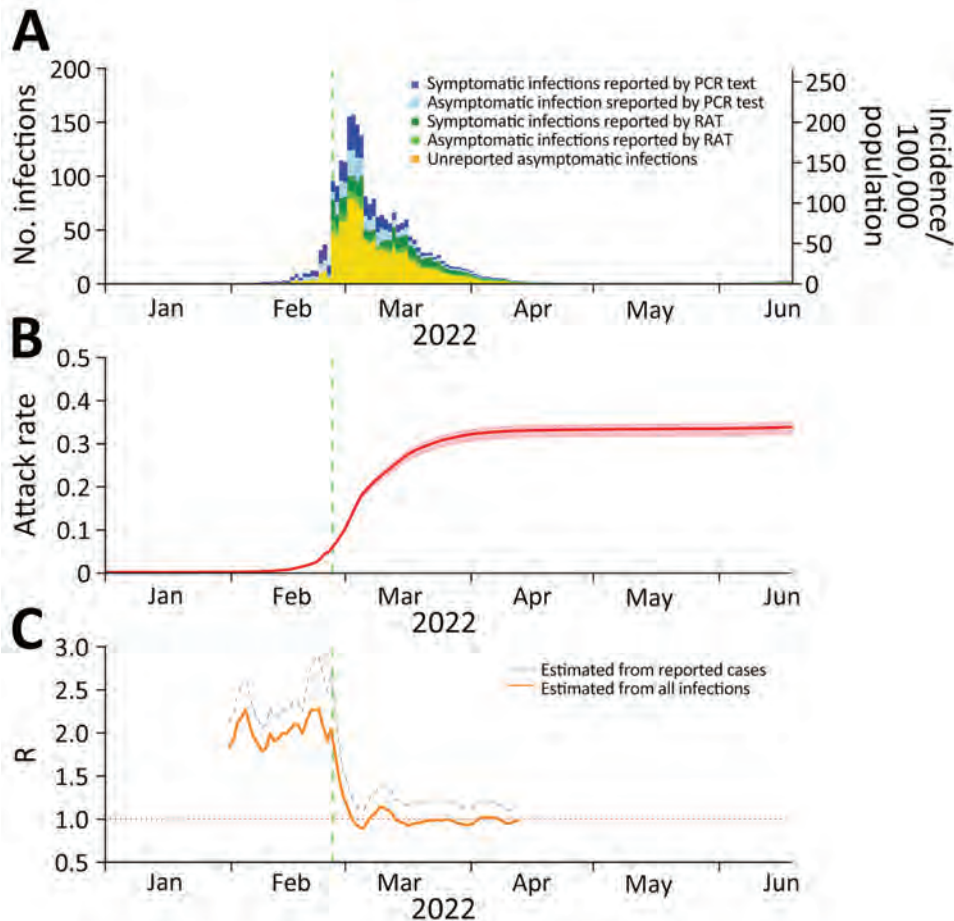 A
No. infections
200
150
100
50
0
Symptomatic infections reported by PCR text
Asymptomatic infection sreported by PCR test
Symptomatic infections reported by RAT
Asymptomatic infections reported by RAT
Unreported asymptomatic infections
250
200
150
100
50
0
Incidence/
100,000
population
Jan
Feb
Mar
Apr
May
Jun
2022
B
Attack rate
0.5
0.4
0.3
0.2
0.1
0
Jan
Feb
Mar
Apr
May
Jun
2022
C
R
3.0
2.5
2.0
1.5
1.0
0.5
Estimated from reported cases
Estimated from all infections
Jan
Feb
Mar
Apr
May
Jun
2022